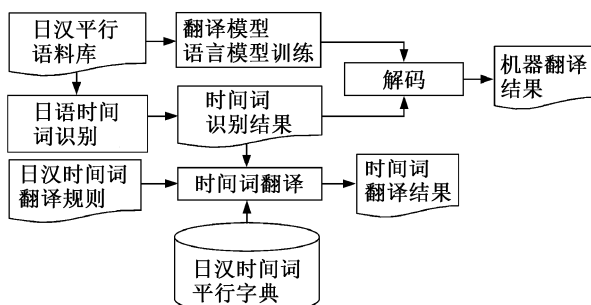 日汉平行
语料库
翻译模型
语言模型训练
解码
机器翻译
结果
日语时间
词识别
时间词
识别结果
日汉时间词
翻译规则
时间词翻译
时间词
翻译结果
日汉时间词
平行字典